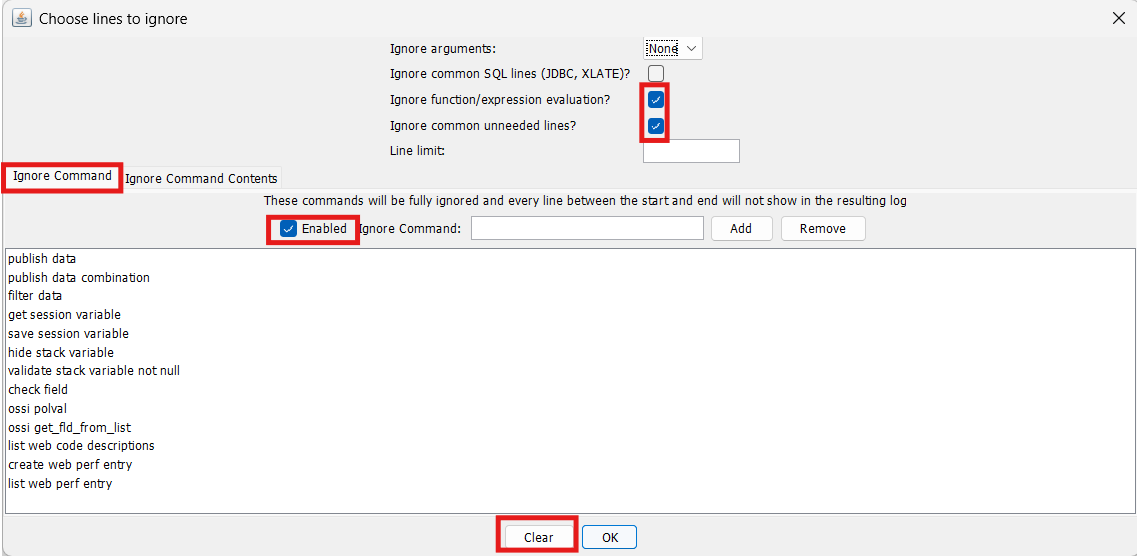 Choose lines to ignore
Ignore arguments: None
Ignore common SQL lines (JDBC, XLATE)?
Ignore function/expression evaluation?
Ignore common unneeded lines?
Line limit:
Ignore Command Ignore Command Contents
These commands will be fully ignored and every line between the start and end will not show in the resulting log
Enabled Ignore Command: Add Remove
publish data
publish data combination
filter data
get session variable
save session variable
hide stack variable
validate stack variable not null
check field
ossi polval
ossi get_fld_from_list
list web code descriptions
create web perf entry
list web perf entry
Clear OK